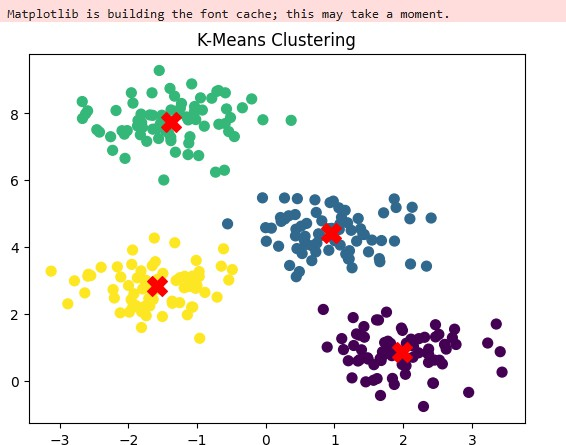 Matplotlib is building the font cache; this may take a moment.
K-Means Clustering
8
6
4
2
0
−3 −2 −1 0 1 2 3